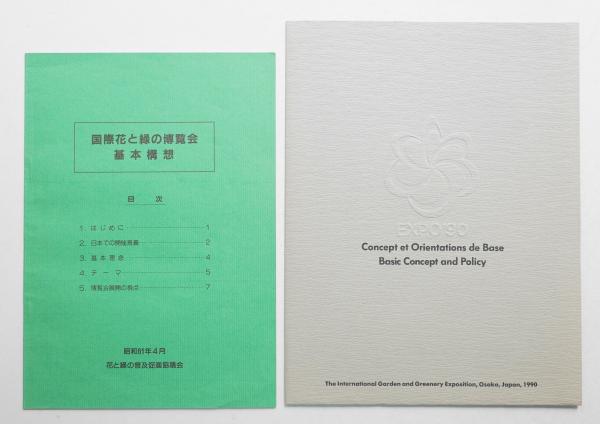 国際花と緑の博覧会
基本構想
目 次
1. はじめに 1
2. 日本での開催意義 2
3. 基本理念 4
4. テーマ 5
5. 博覧会展開の視点 7
昭和61年4月
花と緑の普及促進協議会
EXPO'90
Concept et Orientations de Base
Basic Concept and Policy
The International Garden and Greenery Exposition, Osaka, Japan, 1990